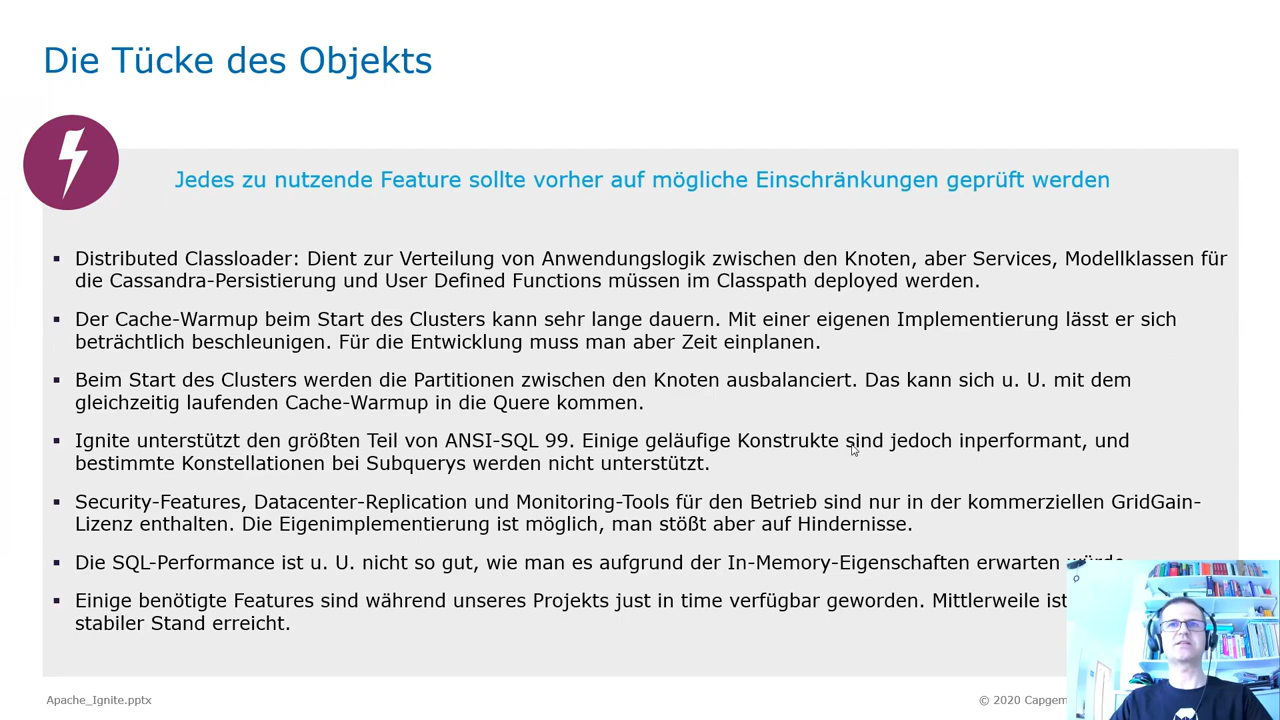 Die Tücke des Objekts
Jedes zu nutzende Feature sollte vorher auf mögliche Einschränkungen geprüft werden
▪ Distributed Classloader: Dient zur Verteilung von Anwendungslogik zwischen den Knoten, aber Services, Modellklassen für
die Cassandra-Persistierung und User Defined Functions müssen im Classpath deployed werden.
▪ Der Cache-Warmup beim Start des Clusters kann sehr lange dauern. Mit einer eigenen Implementierung lässt er sich
beträchtlich beschleunigen. Für die Entwicklung muss man aber Zeit einplanen.
▪ Beim Start des Clusters werden die Partitionen zwischen den Knoten ausbalanciert. Das kann sich u. U. mit dem
gleichzeitig laufenden Cache-Warmup in die Quere kommen.
▪ Ignite unterstützt den größten Teil von ANSI-SQL 99. Einige geläufige Konstrukte sind jedoch inperformant, und
bestimmte Konstellationen bei Subquerys werden nicht unterstützt.
▪ Security-Features, Datacenter-Replication und Monitoring-Tools für den Betrieb sind nur in der kommerziellen GridGain-
Lizenz enthalten. Die Eigenimplementierung ist möglich, man stößt aber auf Hindernisse.
▪ Die SQL-Performance ist u. U. nicht so gut, wie man es aufgrund der In-Memory-Eigenschaften erwarten würde
▪ Einige benötigte Features sind während unseres Projekts just in time verfügbar geworden. Mittlerweile ist
stabiler Stand erreicht.
Apache_Ignite.pptx
© 2020 Capgem